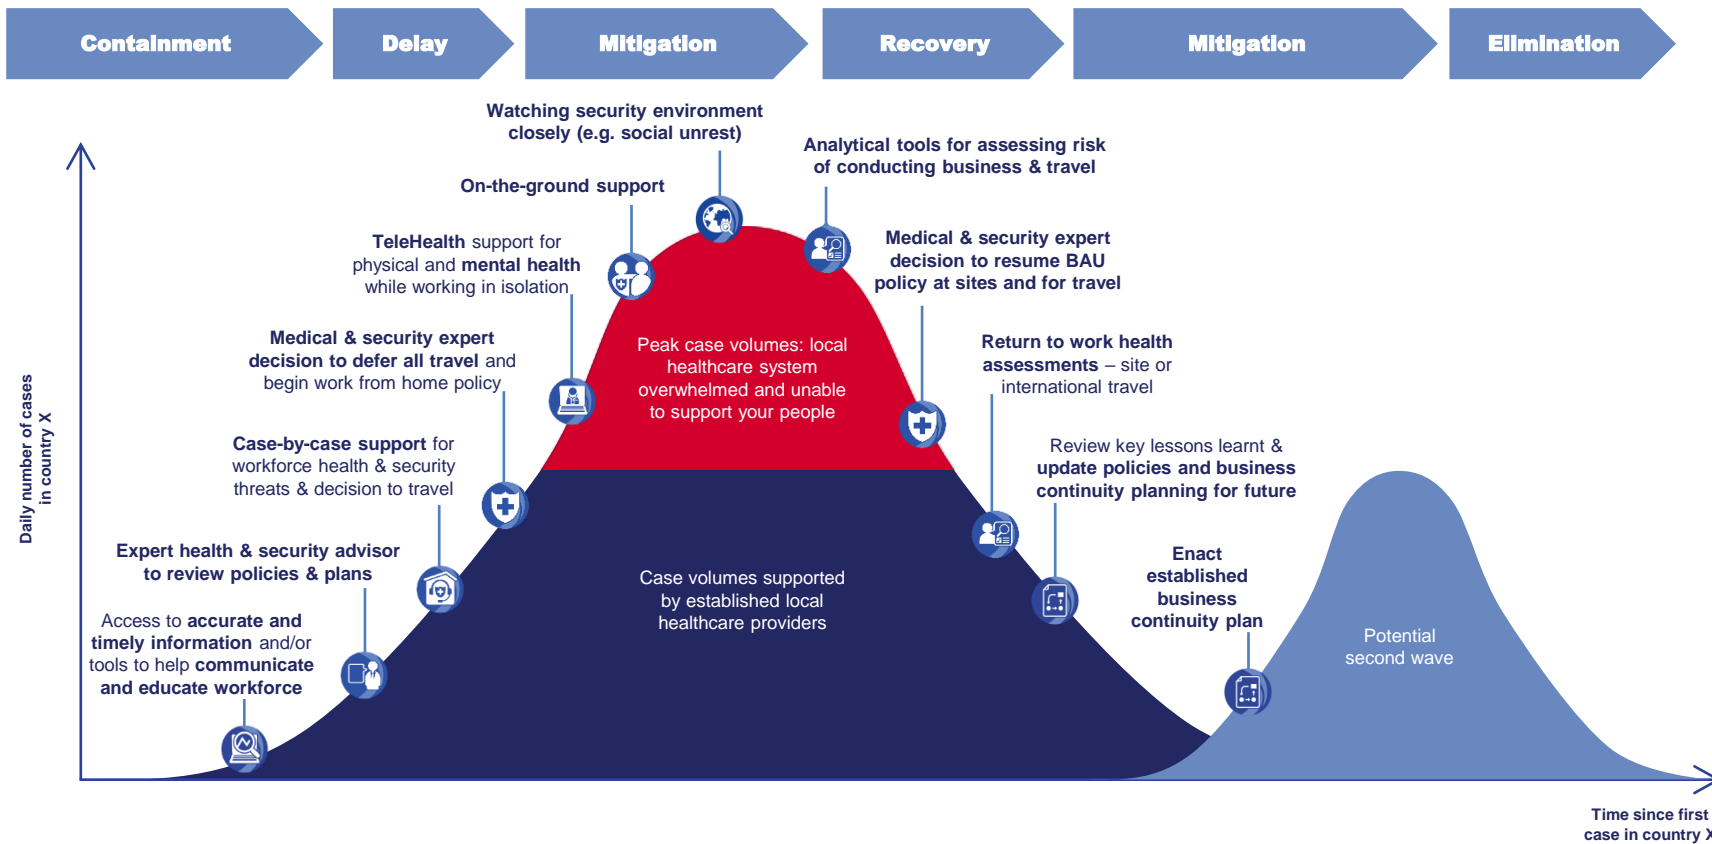 Containment
Delay
Mitigation
Recovery
Mitigation
Elimination
Watching security environment
closely (e.g. social unrest)
Analytical tools for assessing risk
of conducting business & travel
On-the-ground support
TeleHealth support for
physical and mental health
while working in isolation
Medical & security expert
decision to resume BAU
policy at sites and for travel
Medical & security expert
decision to defer all travel and
begin work from home policy
Peak case volumes: local
healthcare system
overwhelmed and unable
to support your people
Return to work health
assessments – site or
international travel
Daily number of cases
in country X
Case-by-case support for
workforce health & security
threats & decision to travel
Review key lessons learnt &
update policies and business
continuity planning for future
Expert health & security advisor
to review policies & plans
Case volumes supported
by established local
healthcare providers
Enact
established
business
continuity plan
Access to accurate and
timely information and/or
tools to help communicate
and educate workforce
Potential
second wave
Time since first
case in country X